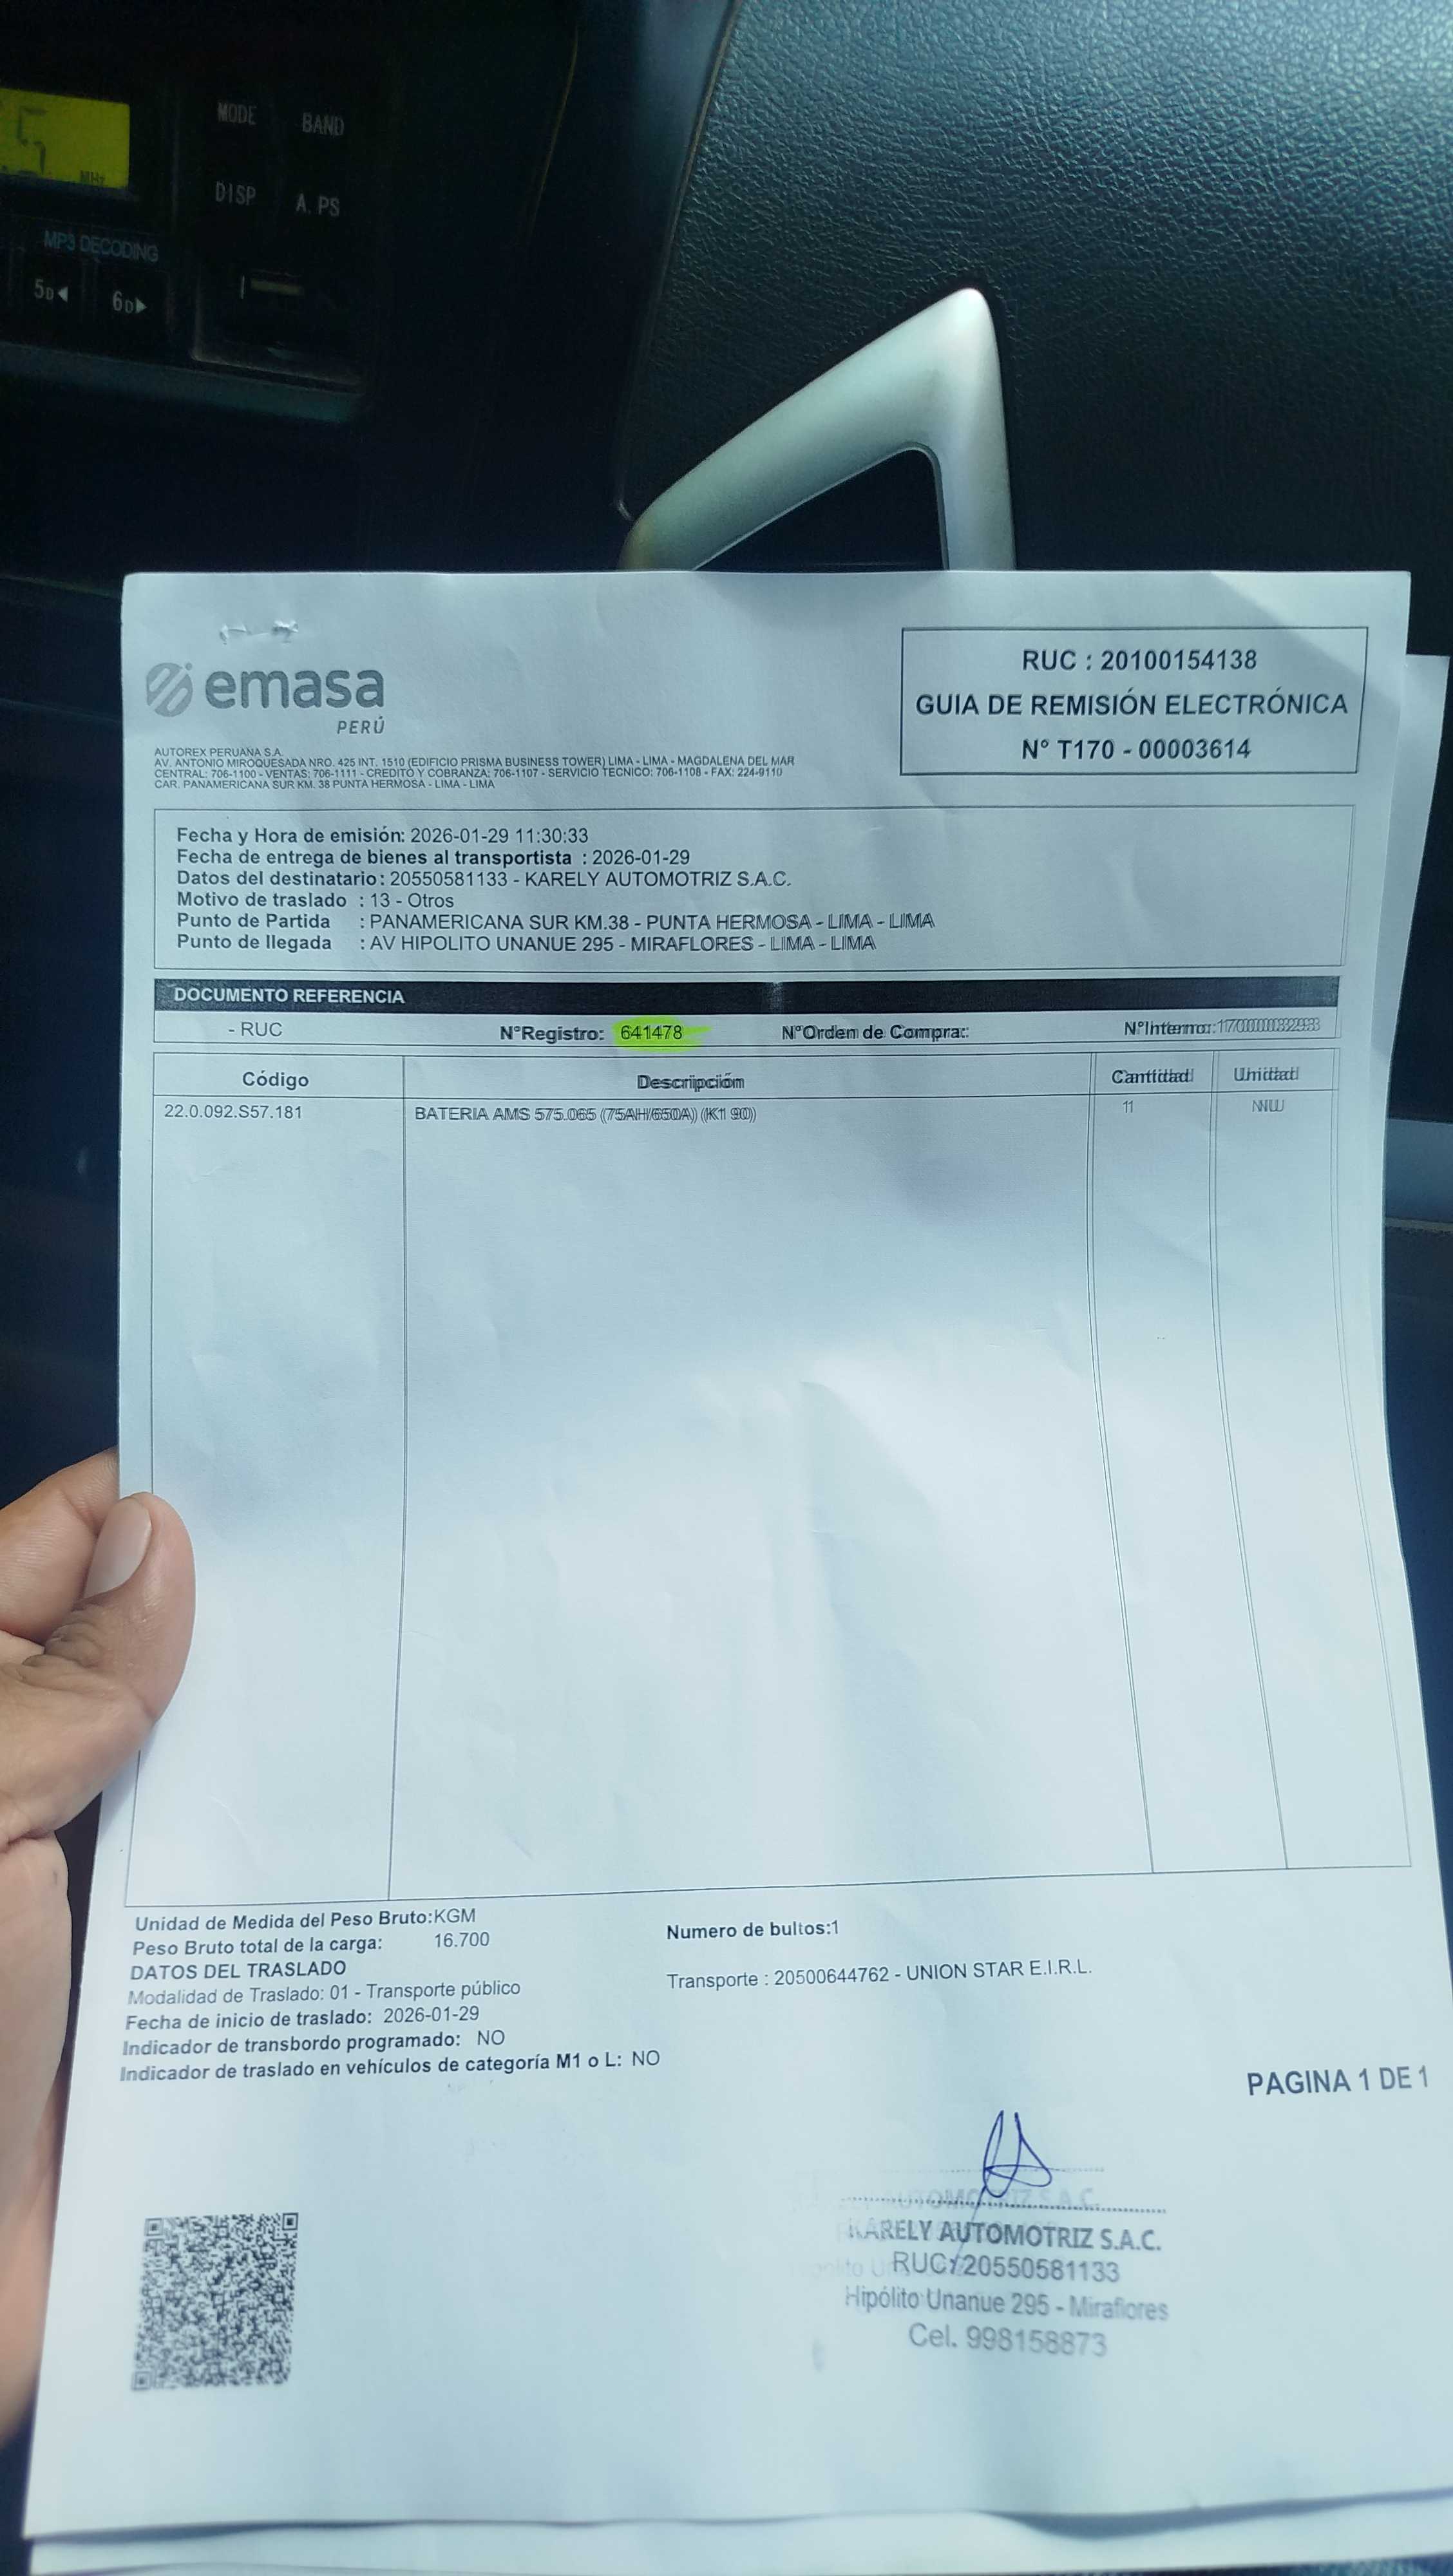 5
MHz
MODE BAND
DISP A.PS
MP3 DECODING
5D◀ 6D▶
emasa
PERÚ
RUC : 20100154138
GUIA DE REMISIÓN ELECTRÓNICA
N° T170 - 00003614
AUTOREX PERUANA S.A.
AV. ANTONIO MIROQUESADA NRO. 425 INT. 1510 (EDIFICIO PRISMA BUSINESS TOWER) LIMA - LIMA - MAGDALENA DEL MAR
CENTRAL: 706-1100 - VENTAS: 706-1111 - CREDITO Y COBRANZA: 706-1107 - SERVICIO TECNICO: 706-1108 - FAX: 224-9110
CAR. PANAMERICANA SUR KM. 38 PUNTA HERMOSA - LIMA - LIMA
Fecha y Hora de emisión: 2026-01-29 11:30:33
Fecha de entrega de bienes al transportista : 2026-01-29
Datos del destinatario: 20550581133 - KARELY AUTOMOTRIZ S.A.C.
Motivo de traslado : 13 - Otros
Punto de Partida : PANAMERICANA SUR KM.38 - PUNTA HERMOSA - LIMA - LIMA
Punto de llegada : AV HIPOLITO UNANUE 295 - MIRAFLORES - LIMA - LIMA
DOCUMENTO REFERENCIA
- RUC N°Registro: 641478 N°Orden de Compra: N°Interno:
Código Descripción Cantidad Unidad
22.0.092.S57.181 BATERIA AMS 575.065 (75AH/650A) (K1 90) 1 NIU
Unidad de Medida del Peso Bruto:KGM
Peso Bruto total de la carga: 16.700 Numero de bultos:1
DATOS DEL TRASLADO
Modalidad de Traslado: 01 - Transporte público Transporte : 20500644762 - UNION STAR E.I.R.L.
Fecha de inicio de traslado: 2026-01-29
Indicador de transbordo programado: NO
Indicador de traslado en vehículos de categoría M1 o L: NO
PAGINA 1 DE 1
KARELY AUTOMOTRIZ S.A.C.
RUC: 20550581133
Hipólito Unanue 295 - Miraflores
Cel. 998158873